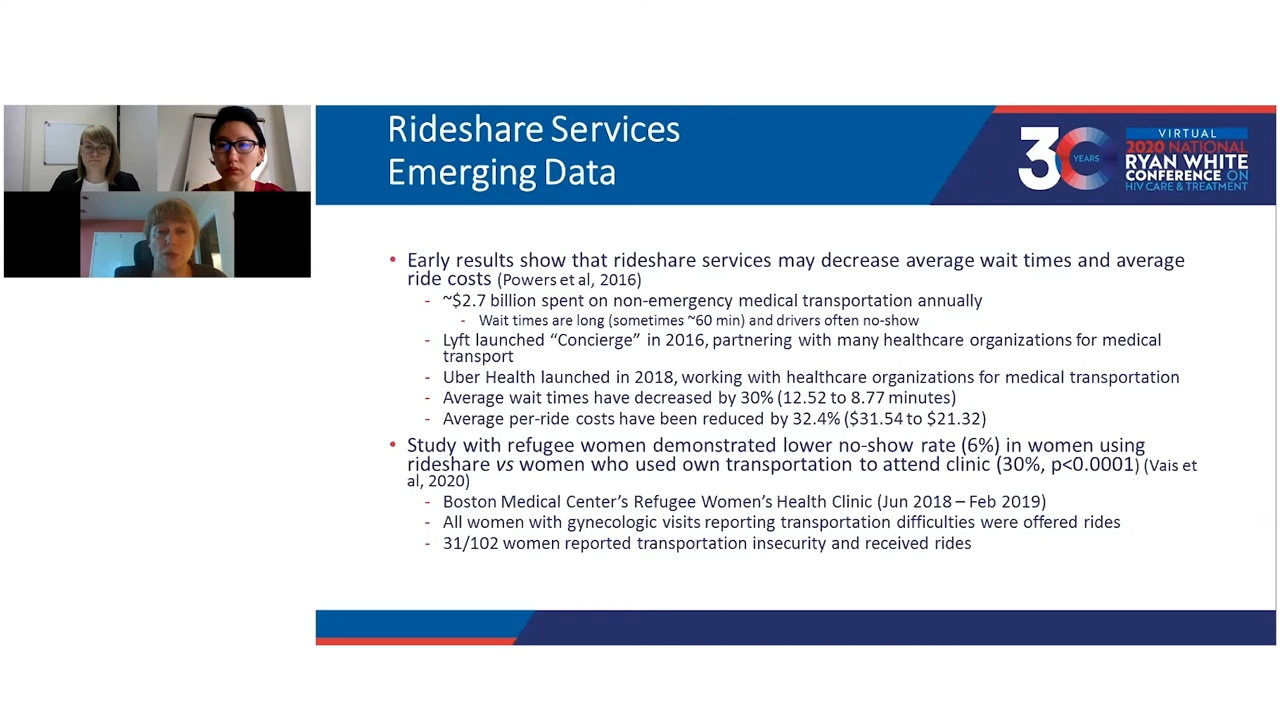 Rideshare Services
Emerging Data
30 YEARS
VIRTUAL
2020 NATIONAL
RYAN WHITE
CONFERENCE ON
HIV CARE & TREATMENT
• Early results show that rideshare services may decrease average wait times and average
ride costs (Powers et al, 2016)
- ~$2.7 billion spent on non-emergency medical transportation annually
- Wait times are long (sometimes ~60 min) and drivers often no-show
- Lyft launched “Concierge” in 2016, partnering with many healthcare organizations for medical
transport
- Uber Health launched in 2018, working with healthcare organizations for medical transportation
- Average wait times have decreased by 30% (12.52 to 8.77 minutes)
- Average per-ride costs have been reduced by 32.4% ($31.54 to $21.32)
• Study with refugee women demonstrated lower no-show rate (6%) in women using
rideshare vs women who used own transportation to attend clinic (30%, p<0.0001) (Vais et
al, 2020)
- Boston Medical Center’s Refugee Women’s Health Clinic (Jun 2018 – Feb 2019)
- All women with gynecologic visits reporting transportation difficulties were offered rides
- 31/102 women reported transportation insecurity and received rides